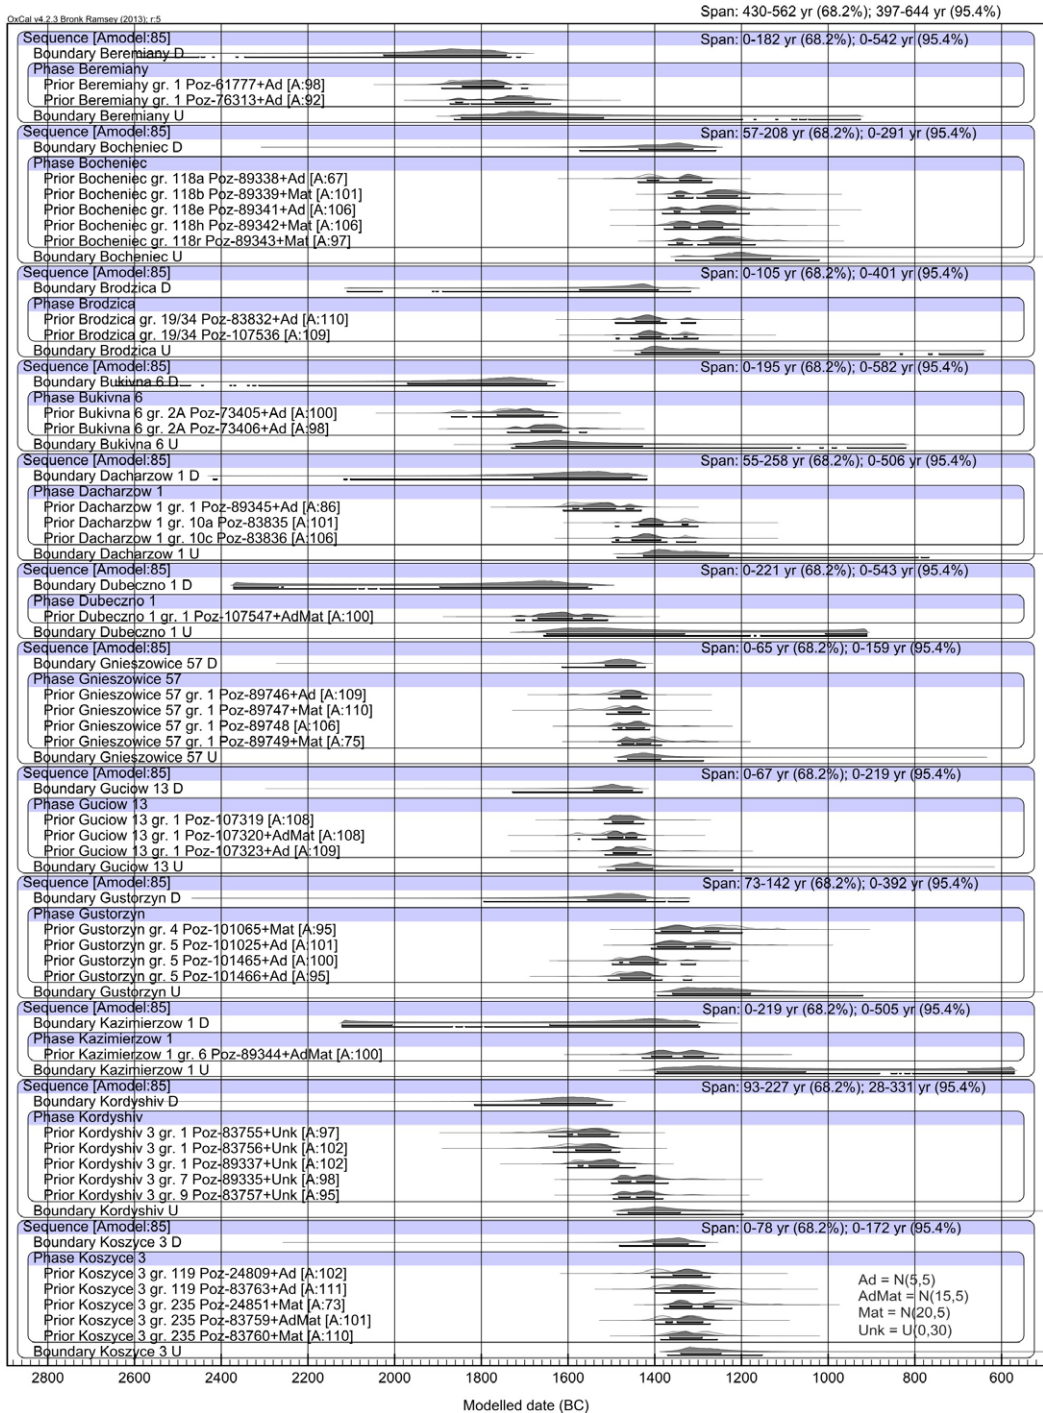 OxCal v4.2.3 Bronk Ramsey (2013); r:5
Span: 430-562 yr (68.2%); 397-644 yr (95.4%)
Sequence [Amodel:85] Span: 0-182 yr (68.2%); 0-542 yr (95.4%)
Boundary Beremiany D
Phase Beremiany
Prior Beremiany gr. 1 Poz-61777+Ad [A:98]
Prior Beremiany gr. 1 Poz-76313+Ad [A:92]
Boundary Beremiany U
Sequence [Amodel:85] Span: 57-208 yr (68.2%); 0-291 yr (95.4%)
Boundary Bocheniec D
Phase Bocheniec
Prior Bocheniec gr. 118a Poz-89338+Ad [A:67]
Prior Bocheniec gr. 118b Poz-89339+Mat [A:101]
Prior Bocheniec gr. 118e Poz-89341+Ad [A:106]
Prior Bocheniec gr. 118h Poz-89342+Mat [A:106]
Prior Bocheniec gr. 118r Poz-89343+Mat [A:97]
Boundary Bocheniec U
Sequence [Amodel:85] Span: 0-105 yr (68.2%); 0-401 yr (95.4%)
Boundary Brodzica D
Phase Brodzica
Prior Brodzica gr. 19/34 Poz-83832+Ad [A:110]
Prior Brodzica gr. 19/34 Poz-107536 [A:109]
Boundary Brodzica U
Sequence [Amodel:85] Span: 0-195 yr (68.2%); 0-582 yr (95.4%)
Boundary Bukivna 6 D
Phase Bukivna 6
Prior Bukivna 6 gr. 2A Poz-73405+Ad [A:100]
Prior Bukivna 6 gr. 2A Poz-73406+Ad [A:98]
Boundary Bukivna 6 U
Sequence [Amodel:85] Span: 55-258 yr (68.2%); 0-506 yr (95.4%)
Boundary Dacharzow 1 D
Phase Dacharzow 1
Prior Dacharzow 1 gr. 1 Poz-89345+Ad [A:86]
Prior Dacharzow 1 gr. 10a Poz-83835 [A:101]
Prior Dacharzow 1 gr. 10c Poz-83836 [A:106]
Boundary Dacharzow 1 U
Sequence [Amodel:85] Span: 0-221 yr (68.2%); 0-543 yr (95.4%)
Boundary Dubeczno 1 D
Phase Dubeczno 1
Prior Dubeczno 1 gr. 1 Poz-107547+AdMat [A:100]
Boundary Dubeczno 1 U
Sequence [Amodel:85] Span: 0-65 yr (68.2%); 0-159 yr (95.4%)
Boundary Gnieszowice 57 D
Phase Gnieszowice 57
Prior Gnieszowice 57 gr. 1 Poz-89746+Ad [A:109]
Prior Gnieszowice 57 gr. 1 Poz-89747+Mat [A:110]
Prior Gnieszowice 57 gr. 1 Poz-89748 [A:106]
Prior Gnieszowice 57 gr. 1 Poz-89749+Mat [A:75]
Boundary Gnieszowice 57 U
Sequence [Amodel:85] Span: 0-67 yr (68.2%); 0-219 yr (95.4%)
Boundary Guciow 13 D
Phase Guciow 13
Prior Guciow 13 gr. 1 Poz-107319 [A:108]
Prior Guciow 13 gr. 1 Poz-107320+AdMat [A:108]
Prior Guciow 13 gr. 1 Poz-107323+Ad [A:109]
Boundary Guciow 13 U
Sequence [Amodel:85] Span: 73-142 yr (68.2%); 0-392 yr (95.4%)
Boundary Gustorzyn D
Phase Gustorzyn
Prior Gustorzyn gr. 4 Poz-101065+Mat [A:95]
Prior Gustorzyn gr. 5 Poz-101025+Ad [A:101]
Prior Gustorzyn gr. 5 Poz-101465+Ad [A:100]
Prior Gustorzyn gr. 5 Poz-101466+Ad [A:95]
Boundary Gustorzyn U
Sequence [Amodel:85] Span: 0-219 yr (68.2%); 0-505 yr (95.4%)
Boundary Kazimierzow 1 D
Phase Kazimierzow 1
Prior Kazimierzow 1 gr. 6 Poz-89344+AdMat [A:100]
Boundary Kazimierzow 1 U
Sequence [Amodel:85] Span: 93-227 yr (68.2%); 28-331 yr (95.4%)
Boundary Kordyshiv D
Phase Kordyshiv
Prior Kordyshiv 3 gr. 1 Poz-83755+Unk [A:97]
Prior Kordyshiv 3 gr. 1 Poz-83756+Unk [A:102]
Prior Kordyshiv 3 gr. 1 Poz-89337+Unk [A:102]
Prior Kordyshiv 3 gr. 7 Poz-89335+Unk [A:98]
Prior Kordyshiv 3 gr. 9 Poz-83757+Unk [A:95]
Boundary Kordyshiv U
Sequence [Amodel:85] Span: 0-78 yr (68.2%); 0-172 yr (95.4%)
Boundary Koszyce 3 D
Phase Koszyce 3
Prior Koszyce 3 gr. 119 Poz-24809+Ad [A:102]
Prior Koszyce 3 gr. 119 Poz-83763+Ad [A:111]
Prior Koszyce 3 gr. 235 Poz-24851+Mat [A:73]
Prior Koszyce 3 gr. 235 Poz-83759+AdMat [A:101]
Prior Koszyce 3 gr. 235 Poz-83760+Mat [A:110]
Boundary Koszyce 3 U
Ad = N(5,5)
AdMat = N(15,5)
Mat = N(20,5)
Unk = U(0,30)
2800 2600 2400 2200 2000 1800 1600 1400 1200 1000 800 600
Modelled date (BC)